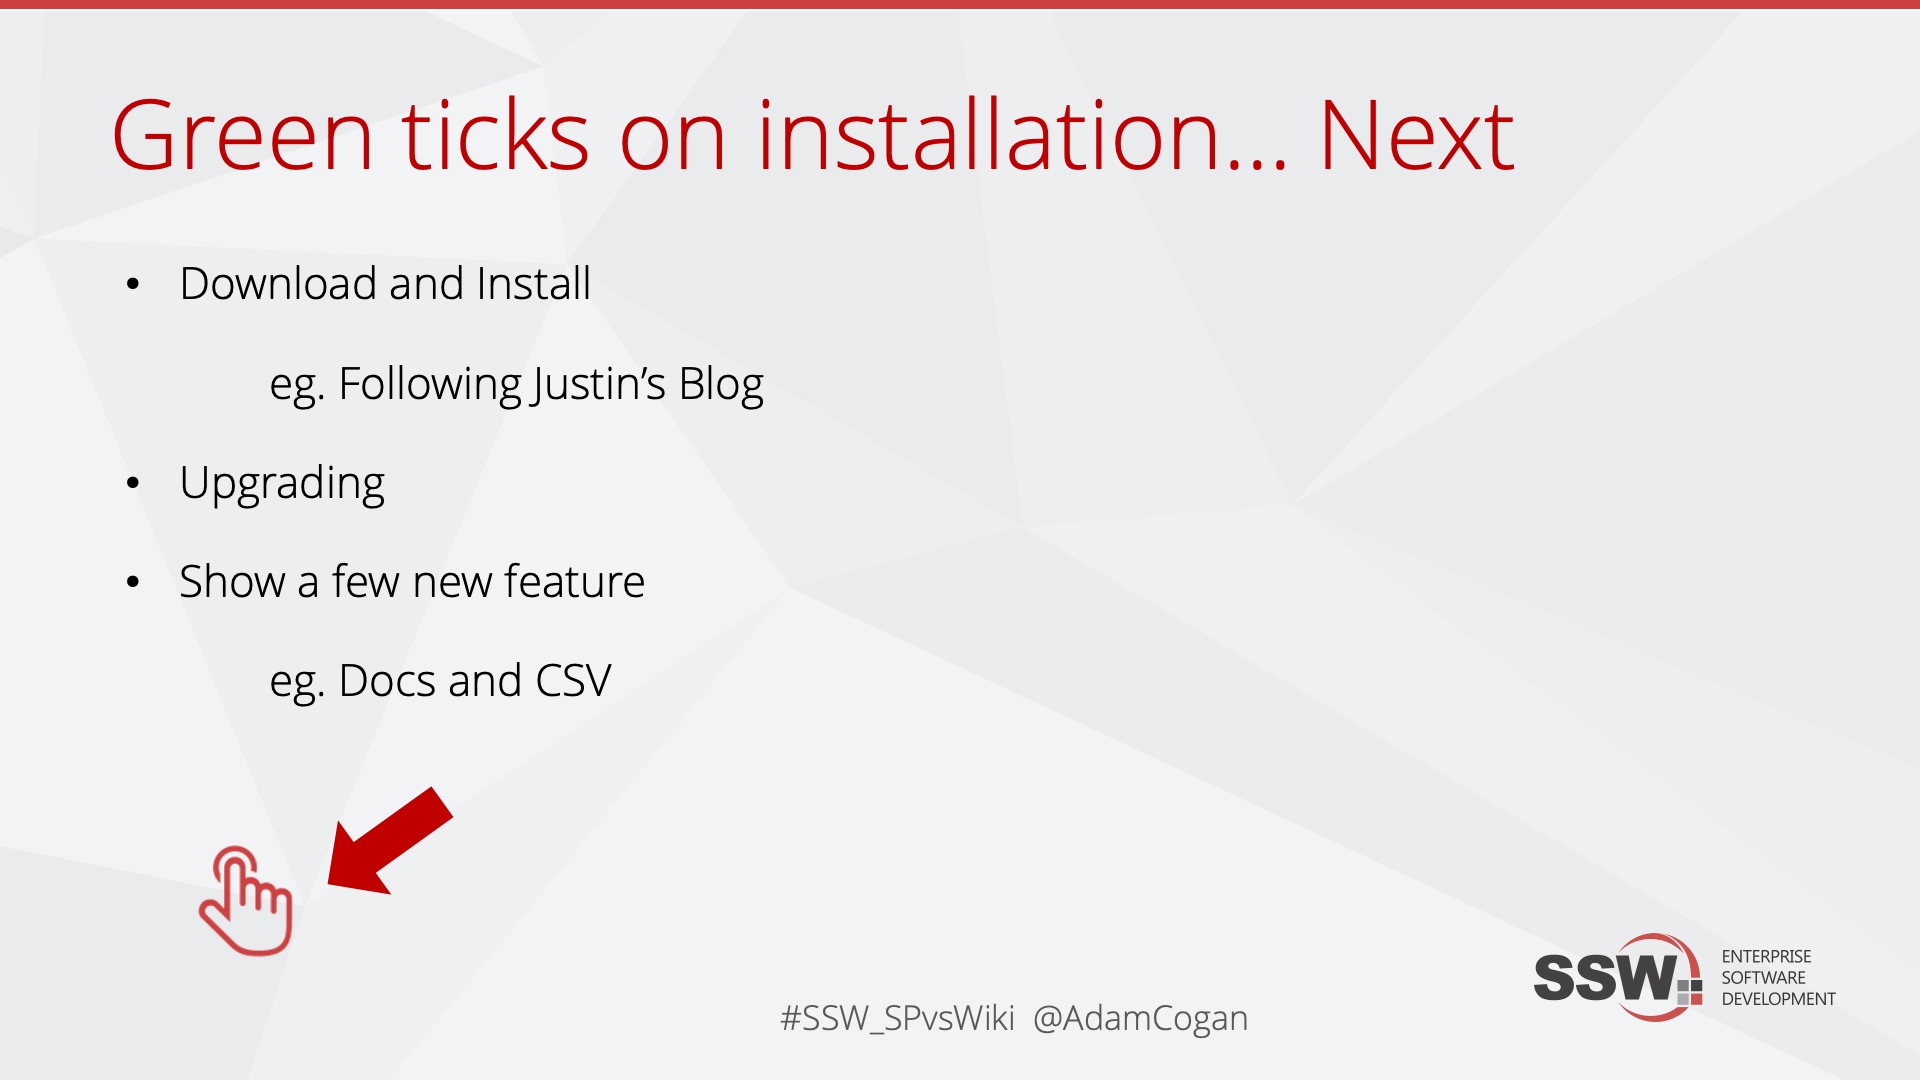 Green ticks on installation... Next
• Download and Install
eg. Following Justin’s Blog
• Upgrading
• Show a few new feature
eg. Docs and CSV
#SSW_SPvsWiki @AdamCogan
SSW
ENTERPRISE
SOFTWARE
DEVELOPMENT